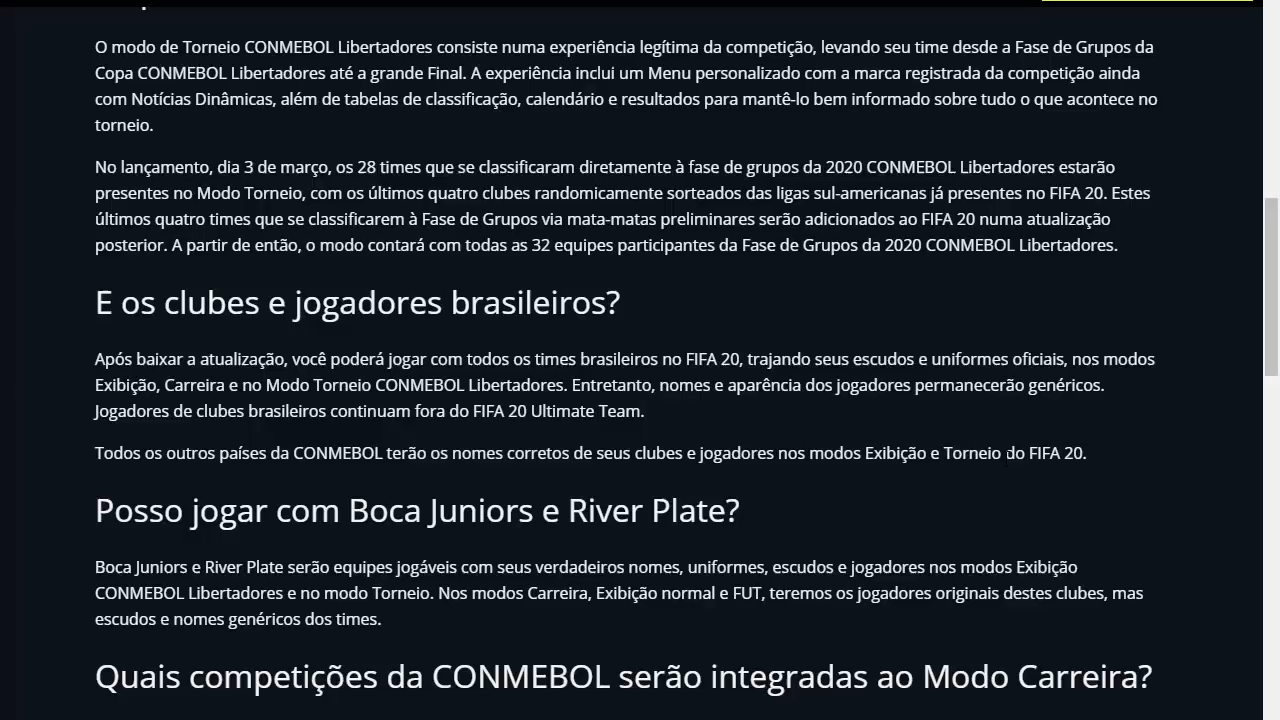 O modo de Torneio CONMEBOL Libertadores consiste numa experiência legítima da competição, levando seu time desde a Fase de Grupos da
Copa CONMEBOL Libertadores até a grande Final. A experiência inclui um Menu personalizado com a marca registrada da competição ainda
com Notícias Dinâmicas, além de tabelas de classificação, calendário e resultados para mantê-lo bem informado sobre tudo o que acontece no
torneio.
No lançamento, dia 3 de março, os 28 times que se classificaram diretamente à fase de grupos da 2020 CONMEBOL Libertadores estarão
presentes no Modo Torneio, com os últimos quatro clubes randomicamente sorteados das ligas sul-americanas já presentes no FIFA 20. Estes
últimos quatro times que se classificarem à Fase de Grupos via mata-matas preliminares serão adicionados ao FIFA 20 numa atualização
posterior. A partir de então, o modo contará com todas as 32 equipes participantes da Fase de Grupos da 2020 CONMEBOL Libertadores.
E os clubes e jogadores brasileiros?
Após baixar a atualização, você poderá jogar com todos os times brasileiros no FIFA 20, trajando seus escudos e uniformes oficiais, nos modos
Exibição, Carreira e no Modo Torneio CONMEBOL Libertadores. Entretanto, nomes e aparência dos jogadores permanecerão genéricos.
Jogadores de clubes brasileiros continuam fora do FIFA 20 Ultimate Team.
Todos os outros países da CONMEBOL terão os nomes corretos de seus clubes e jogadores nos modos Exibição e Torneio do FIFA 20.
Posso jogar com Boca Juniors e River Plate?
Boca Juniors e River Plate serão equipes jogáveis com seus verdadeiros nomes, uniformes, escudos e jogadores nos modos Exibição
CONMEBOL Libertadores e no modo Torneio. Nos modos Carreira, Exibição normal e FUT, teremos os jogadores originais destes clubes, mas
escudos e nomes genéricos dos times.
Quais competições da CONMEBOL serão integradas ao Modo Carreira?